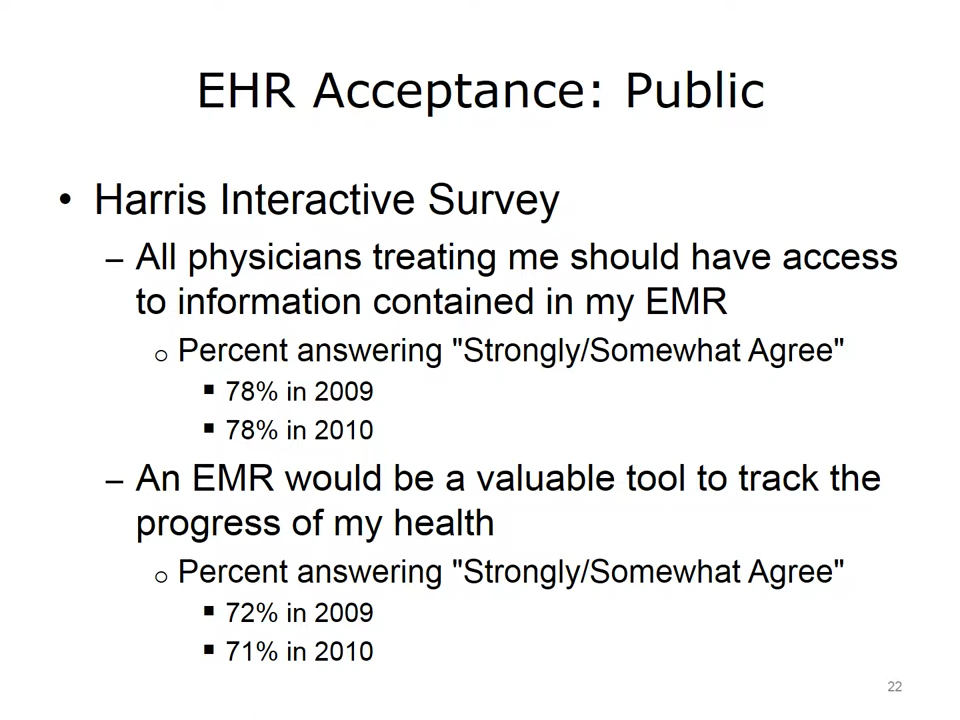 EHR Acceptance: Public
• Harris Interactive Survey
– All physicians treating me should have access
to information contained in my EMR
o Percent answering "Strongly/Somewhat Agree"
▪ 78% in 2009
▪ 78% in 2010
– An EMR would be a valuable tool to track the
progress of my health
o Percent answering "Strongly/Somewhat Agree"
▪ 72% in 2009
▪ 71% in 2010
22